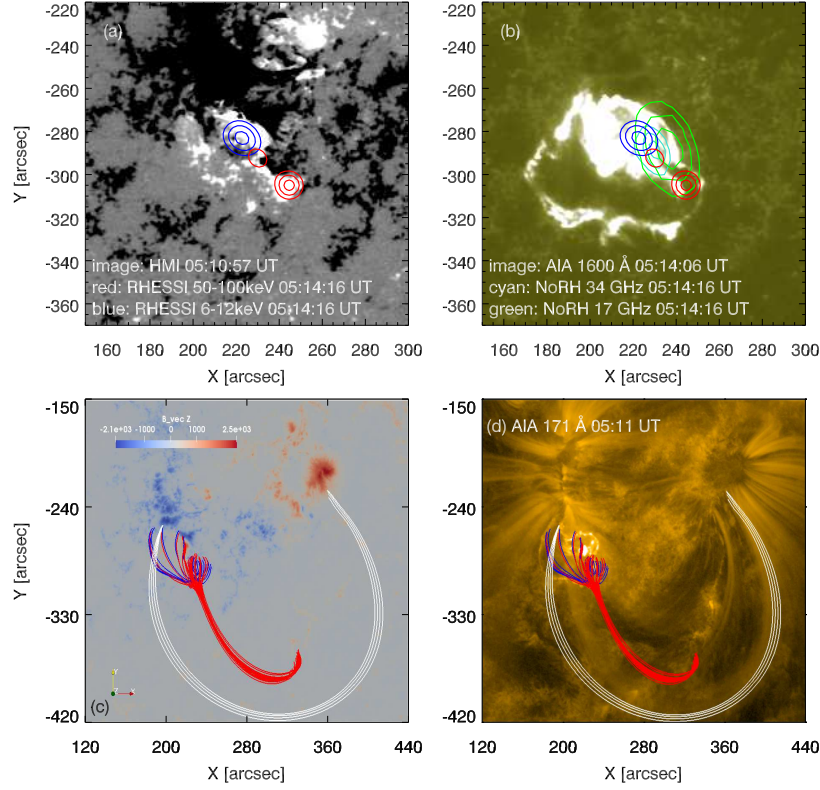 -220
-240
-260
-280
-300
-320
-340
-360
Y [arcsec]
(a)
image: HMI 05:10:57 UT
red: RHESSI 50-100keV 05:14:16 UT
blue: RHESSI 6-12keV 05:14:16 UT
160 180 200 220 240 260 280 300
X [arcsec]
-220
-240
-260
-280
-300
-320
-340
-360
(b)
image: AIA 1600 Å 05:14:06 UT
cyan: NoRH 34 GHz 05:14:16 UT
green: NoRH 17 GHz 05:14:16 UT
160 180 200 220 240 260 280 300
X [arcsec]
-150
-240
-330
-420
Y [arcsec]
B_vec Z
-2.1e+03 -1000 0 1000 2.5e+03
Y
Z X
(c)
120 200 280 360 440
X [arcsec]
-150
-240
-330
-420
(d) AIA 171 Å 05:11 UT
120 200 280 360 440
X [arcsec]